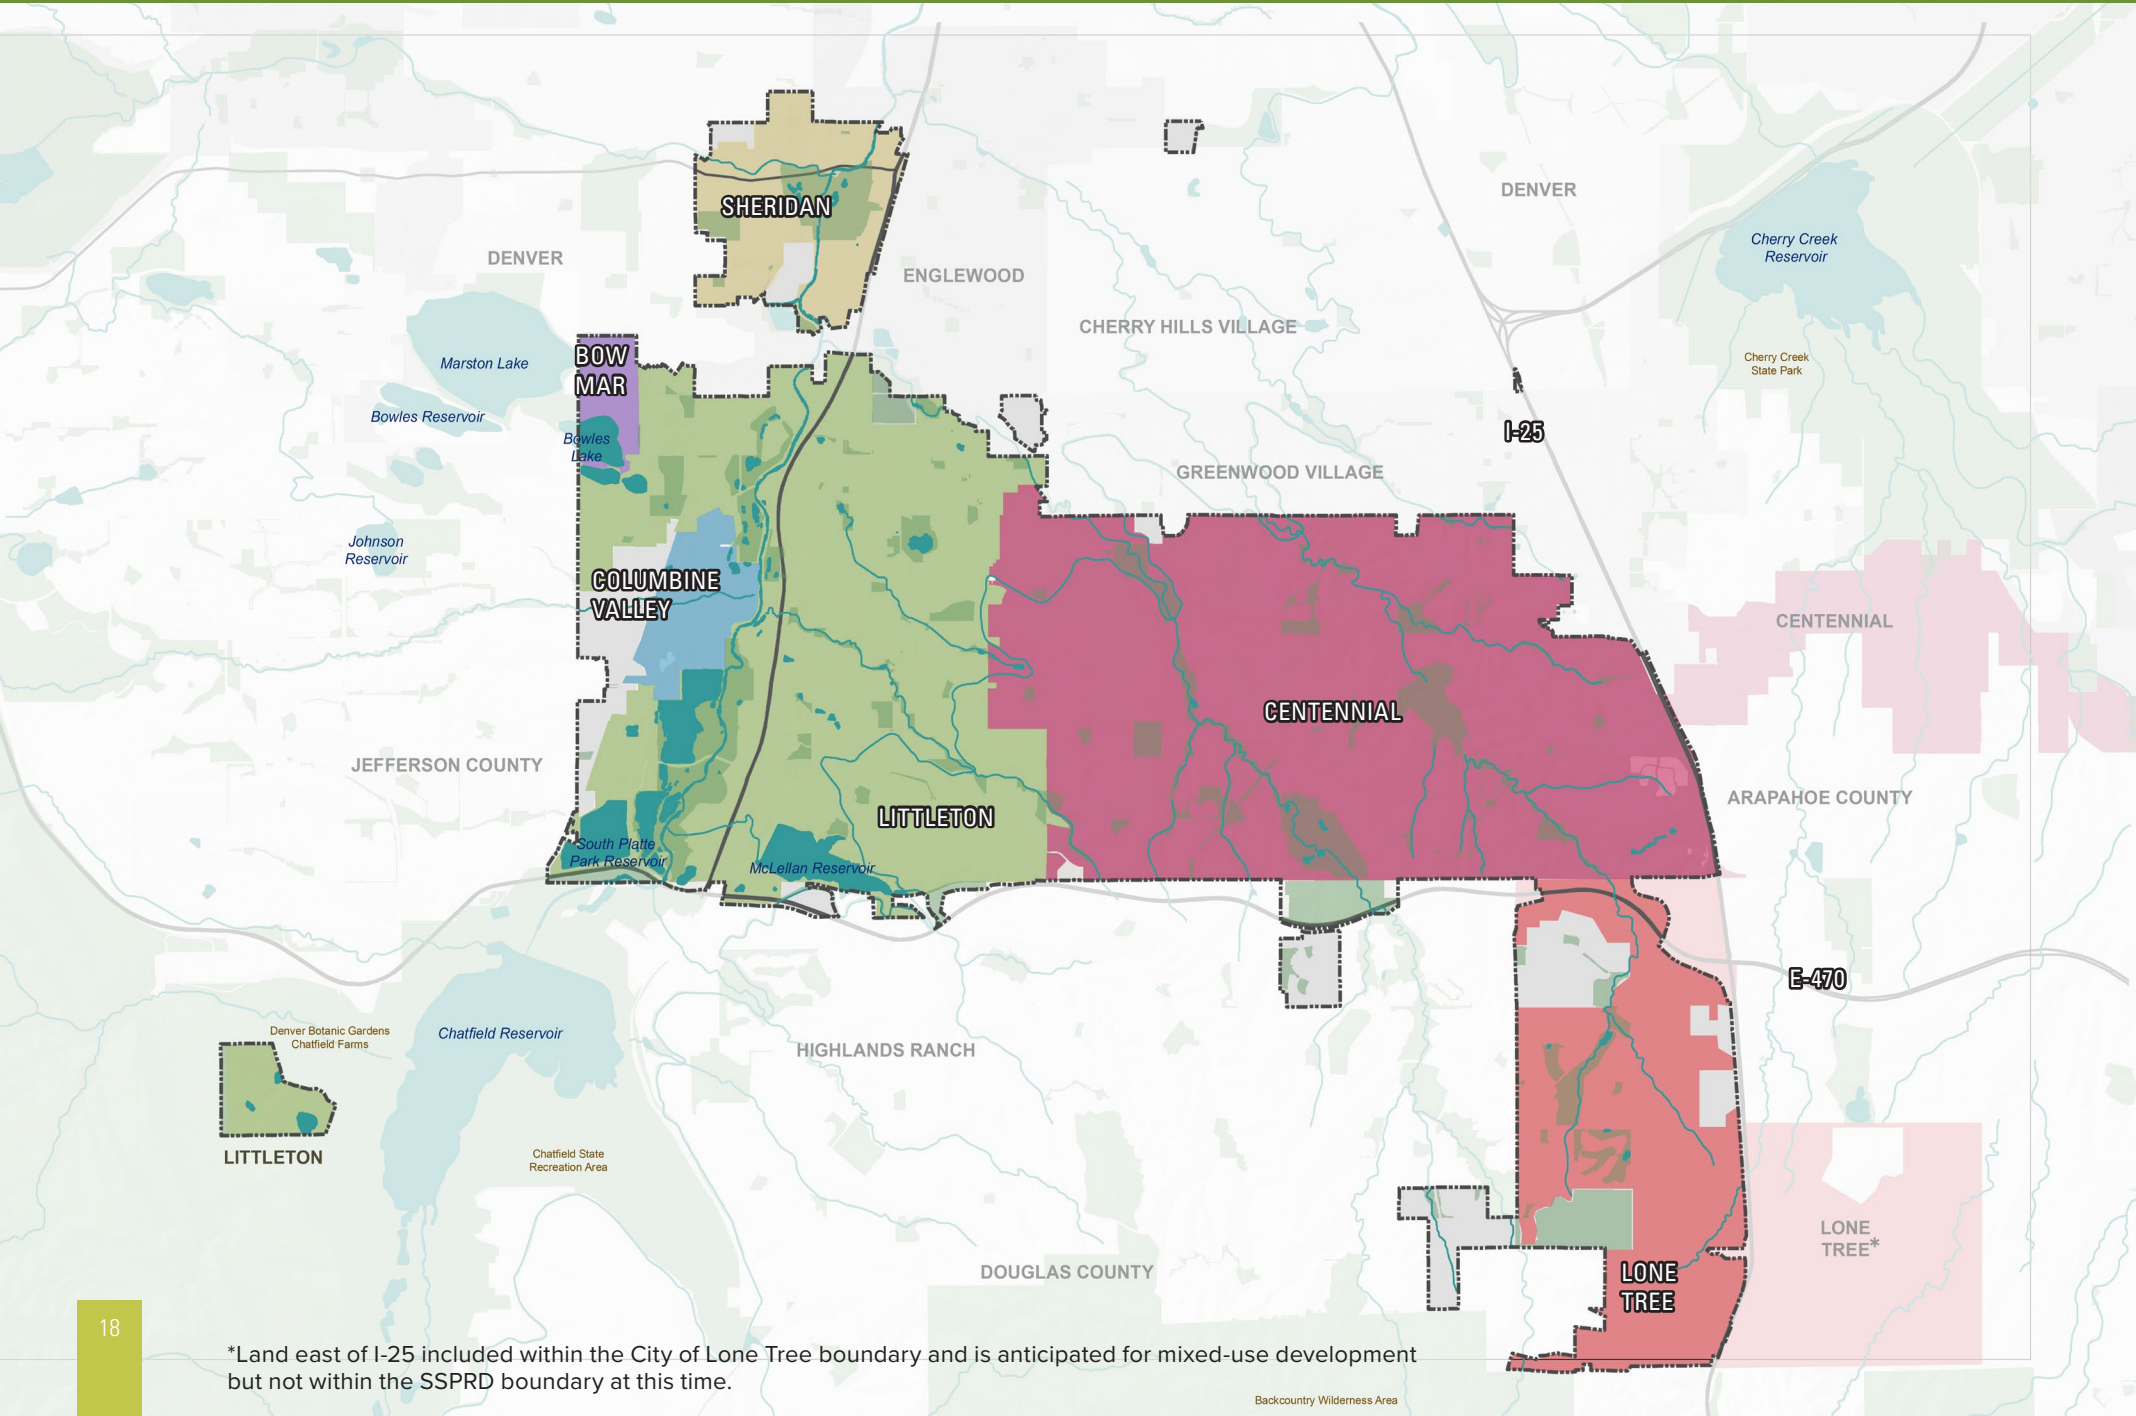 SHERIDAN
DENVER
Cherry Creek
Reservoir
DENVER
ENGLEWOOD
CHERRY HILLS VILLAGE
BOW
MAR
Marston Lake
Cherry Creek
State Park
Bowles Reservoir
Bowles
Lake
I-25
GREENWOOD VILLAGE
Johnson
Reservoir
COLUMBINE
VALLEY
CENTENNIAL
CENTENNIAL
JEFFERSON COUNTY
ARAPAHOE COUNTY
LITTLETON
South Platte
Park Reservoir
McLellan Reservoir
E-470
Denver Botanic Gardens
Chatfield Farms
Chatfield Reservoir
HIGHLANDS RANCH
LITTLETON
Chatfield State
Recreation Area
LONE
TREE*
DOUGLAS COUNTY
LONE
TREE
18
*Land east of I-25 included within the City of Lone Tree boundary and is anticipated for mixed-use development
but not within the SSPRD boundary at this time.
Backcountry Wilderness Area